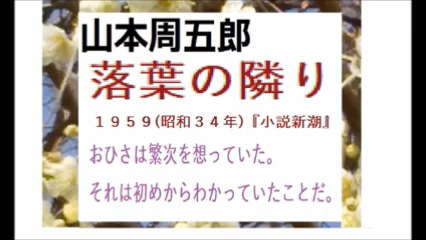 山本周五郎
落葉の隣り
１９５９(昭和３４年)『小説新潮』
おひさは繁次を想っていた。
それは初めからわかっていたことだ。